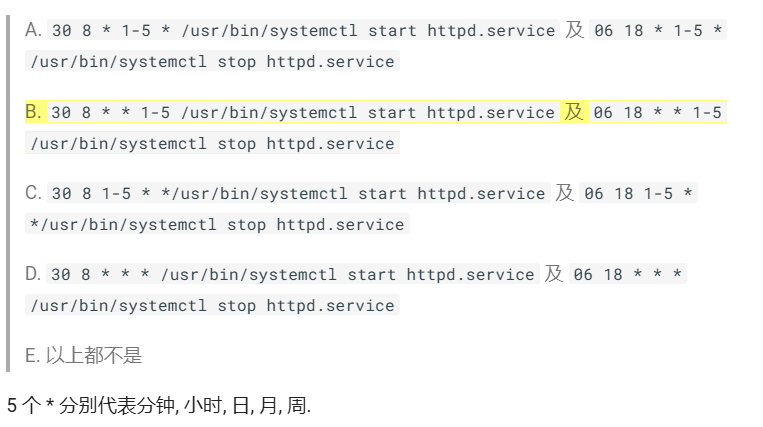 A. 30 8 * 1-5 * /usr/bin/systemctl start httpd.service 及 06 18 * 1-5 *
/usr/bin/systemctl stop httpd.service
B. 30 8 * * 1-5 /usr/bin/systemctl start httpd.service 及 06 18 * * 1-5
/usr/bin/systemctl stop httpd.service
C. 30 8 1-5 * */usr/bin/systemctl start httpd.service 及 06 18 1-5 *
*/usr/bin/systemctl stop httpd.service
D. 30 8 * * * /usr/bin/systemctl start httpd.service 及 06 18 * * *
/usr/bin/systemctl stop httpd.service
E. 以上都不是
5 个 * 分别代表分钟, 小时, 日, 月, 周.